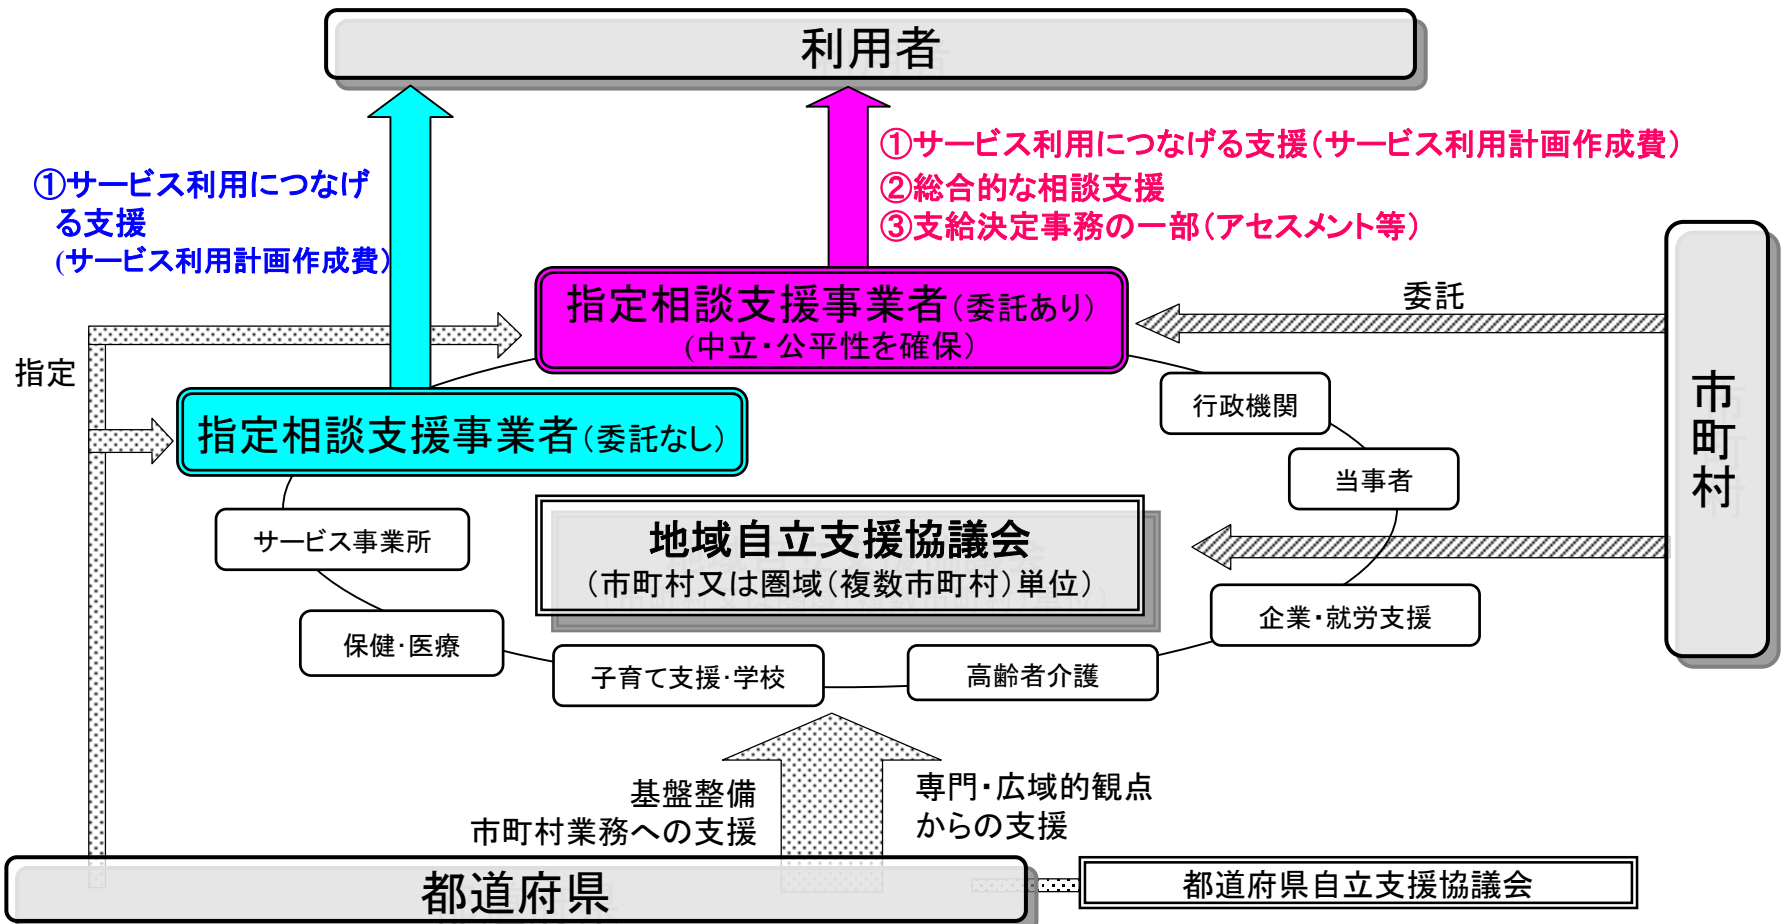 利用者
①サービス利用につなげる支援（サービス利用計画作成費）
②総合的な相談支援
③支給決定事務の一部（アセスメント等）
①サービス利用につなげ
る支援
(サービス利用計画作成費）
指定相談支援事業者（委託あり）
(中立・公平性を確保）
委託
指定
指定相談支援事業者（委託なし）
行政機関
当事者
市町村
サービス事業所
地域自立支援協議会
（市町村又は圏域（複数市町村）単位）
企業・就労支援
保健・医療
子育て支援・学校
高齢者介護
基盤整備
市町村業務への支援
専門・広域的観点
からの支援
都道府県
都道府県自立支援協議会